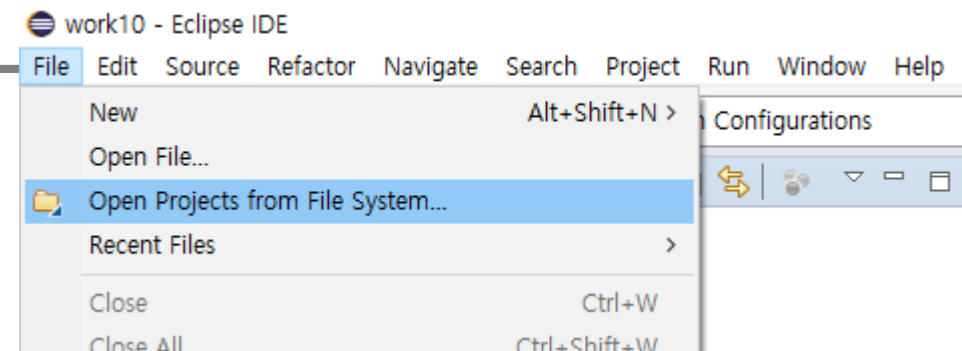 work10 - Eclipse IDE
File Edit Source Refactor Navigate Search Project Run Window Help
New Alt+Shift+N >
Configurations
Open File...
Open Projects from File System...
Recent Files >
Close Ctrl+W
Close All Ctrl+Shift+W